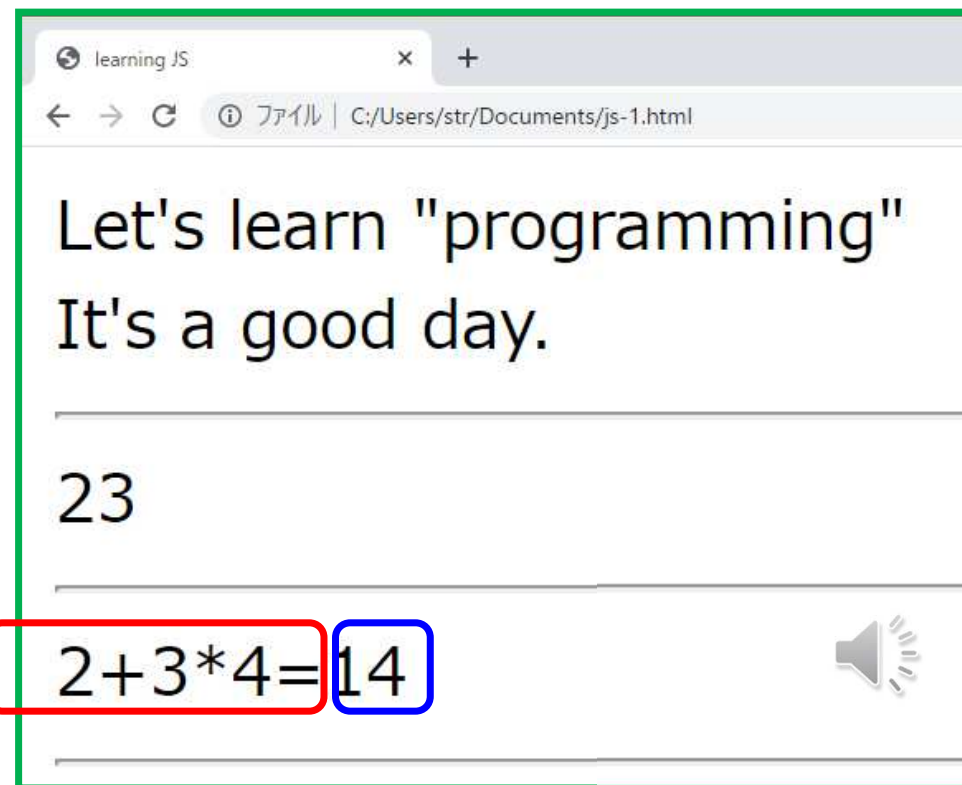 learning JS
ファイル | C:/Users/str/Documents/js-1.html
Let's learn "programming"
It's a good day.
23
2+3*4=14